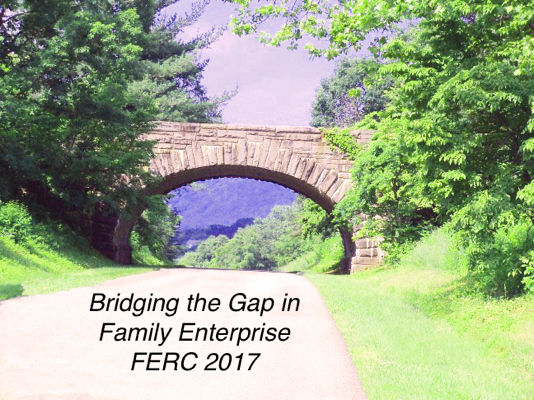 Bridging the Gap in
Family Enterprise
FERC 2017